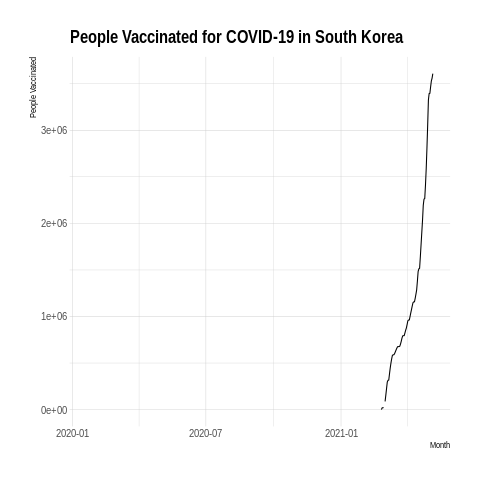 People Vaccinated for COVID-19 in South Korea
People Vaccinated
3e+06
2e+06
1e+06
0e+00
2020-01 2020-07 2021-01
Month